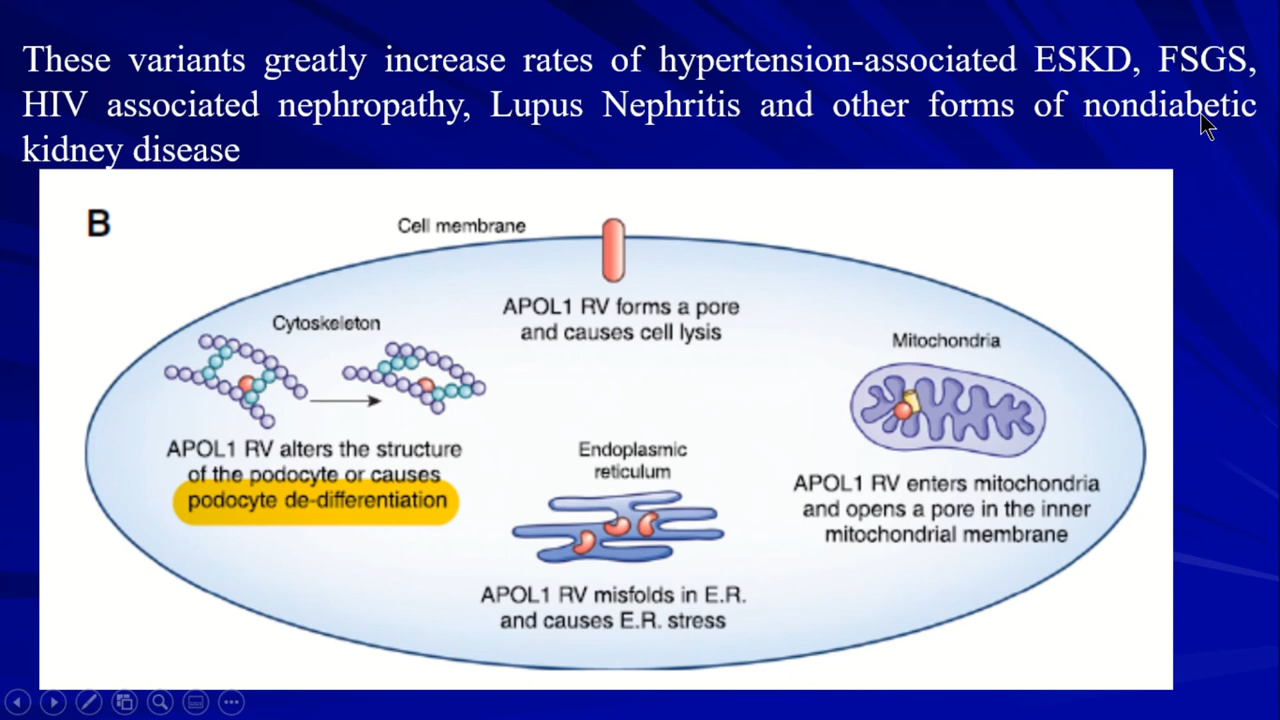 These variants greatly increase rates of hypertension-associated ESKD, FSGS,
HIV associated nephropathy, Lupus Nephritis and other forms of nondiabetic
kidney disease
B
Cell membrane
APOL1 RV forms a pore
and causes cell lysis
Cytoskeleton
Mitochondria
APOL1 RV alters the structure
of the podocyte or causes
podocyte de-differentiation
Endoplasmic
reticulum
APOL1 RV enters mitochondria
and opens a pore in the inner
mitochondrial membrane
APOL1 RV misfolds in E.R.
and causes E.R. stress